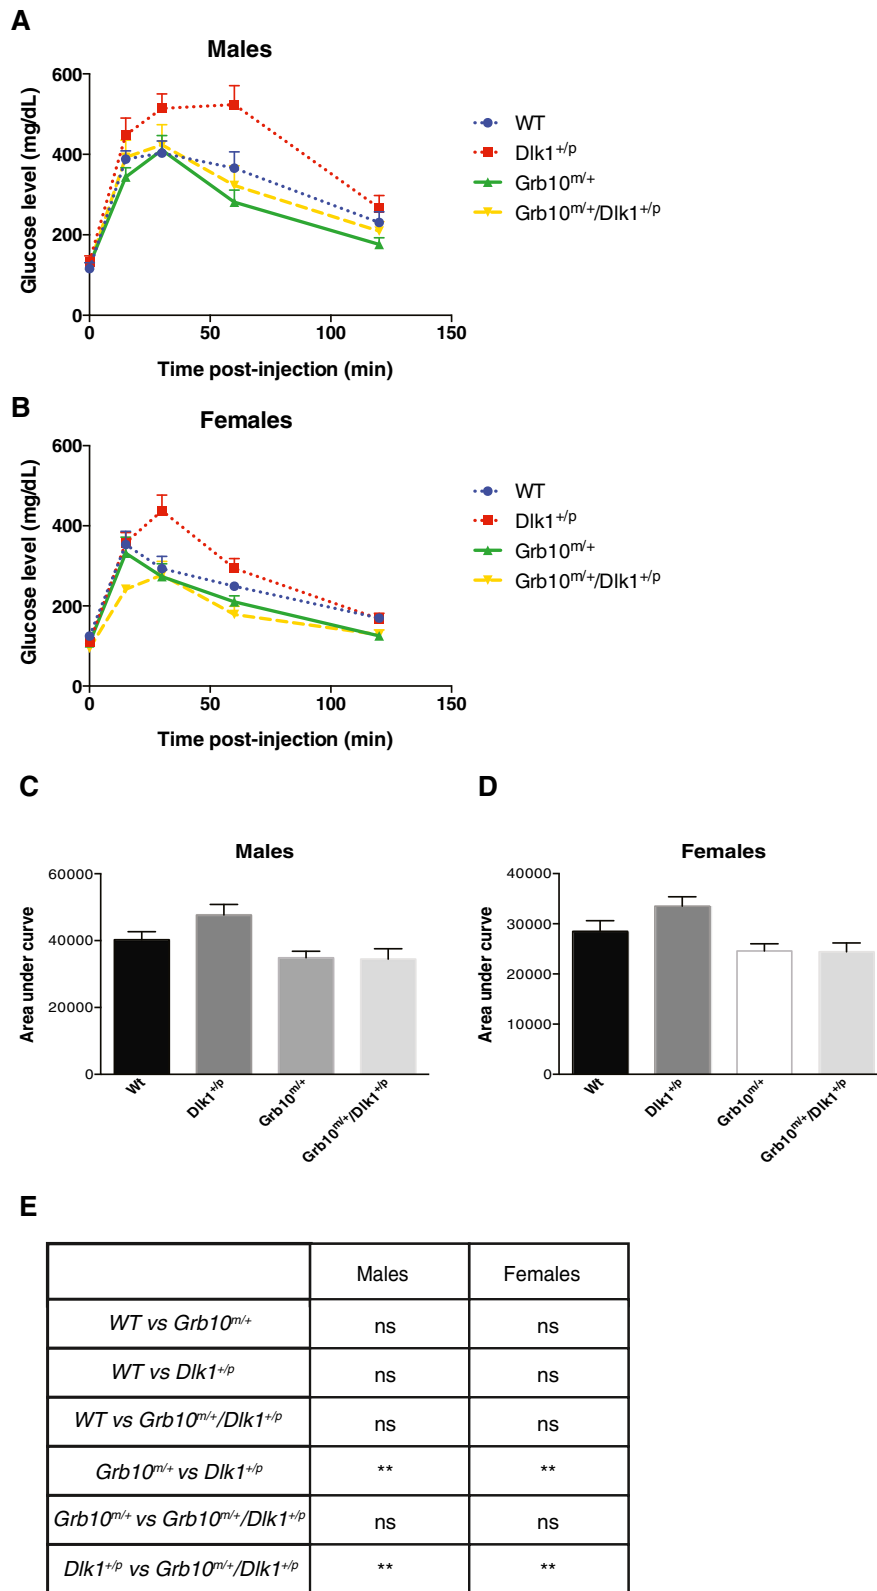 A
Males
Glucose level (mg/dL)
600
400
200
0
0 50 100 150
Time post-injection (min)
WT
Dlk1+/p
Grb10m/+
Grb10m/+/Dlk1+/p
B
Females
Glucose level (mg/dL)
600
400
200
0
0 50 100 150
Time post-injection (min)
WT
Dlk1+/p
Grb10m/+
Grb10m/+/Dlk1+/p
C
Males
Area under curve
60000
40000
20000
0
Wt
Dlk1+/p
Grb10m/+
Grb10m/+/Dlk1+/p
D
Females
Area under curve
40000
30000
20000
10000
0
Wt
Dlk1+/p
Grb10m/+
Grb10m/+/Dlk1+/p
E
Males Females
WT vs Grb10m/+ ns ns
WT vs Dlk1+/p ns ns
WT vs Grb10m/+/Dlk1+/p ns ns
Grb10m/+ vs Dlk1+/p ** **
Grb10m/+ vs Grb10m/+/Dlk1+/p ns ns
Dlk1+/p vs Grb10m/+/Dlk1+/p ** **